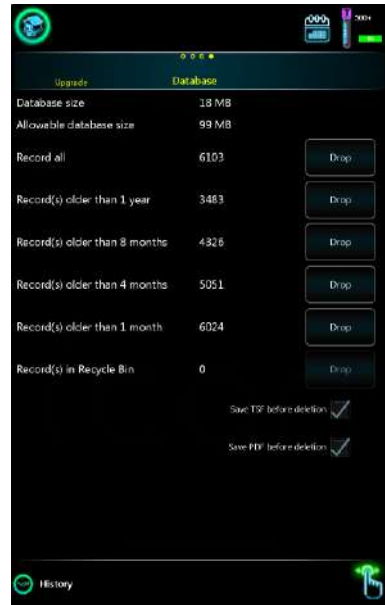 000
500+
Upgrade Database
Database size 18 MB
Allowable database size 99 MB
Record all 6103 Drop
Record(s) older than 1 year 3483 Drop
Record(s) older than 8 months 4326 Drop
Record(s) older than 4 months 5051 Drop
Record(s) older than 1 month 6024 Drop
Record(s) in Recycle Bin 0 Drop
Save TSF before deletion
Save PDF before deletion
History